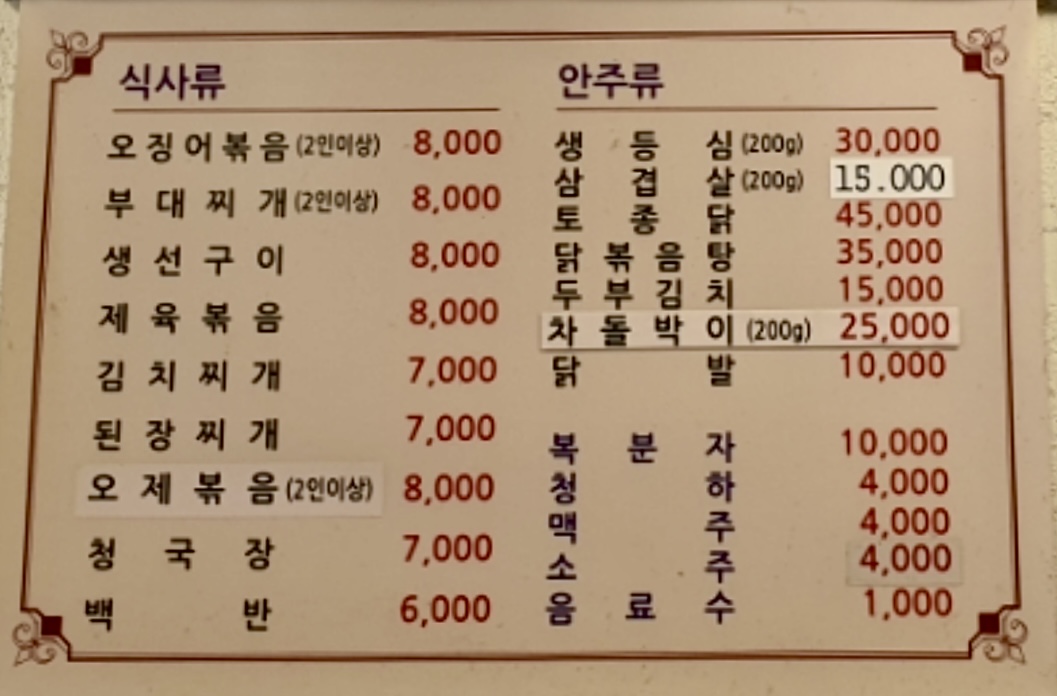 식사류
오징어볶음(2인이상) 8,000
부대찌개(2인이상) 8,000
생선구이 8,000
제육볶음 8,000
김치찌개 7,000
된장찌개 7,000
오제볶음(2인이상) 8,000
청국장 7,000
백반 6,000
안주류
생등심(200g) 30,000
삼겹살(200g) 15.000
토종닭 45,000
닭볶음탕 35,000
두부김치 15,000
차돌박이(200g) 25,000
닭발 10,000
복분자 10,000
청하 4,000
맥주 4,000
소주 4,000
음료수 1,000